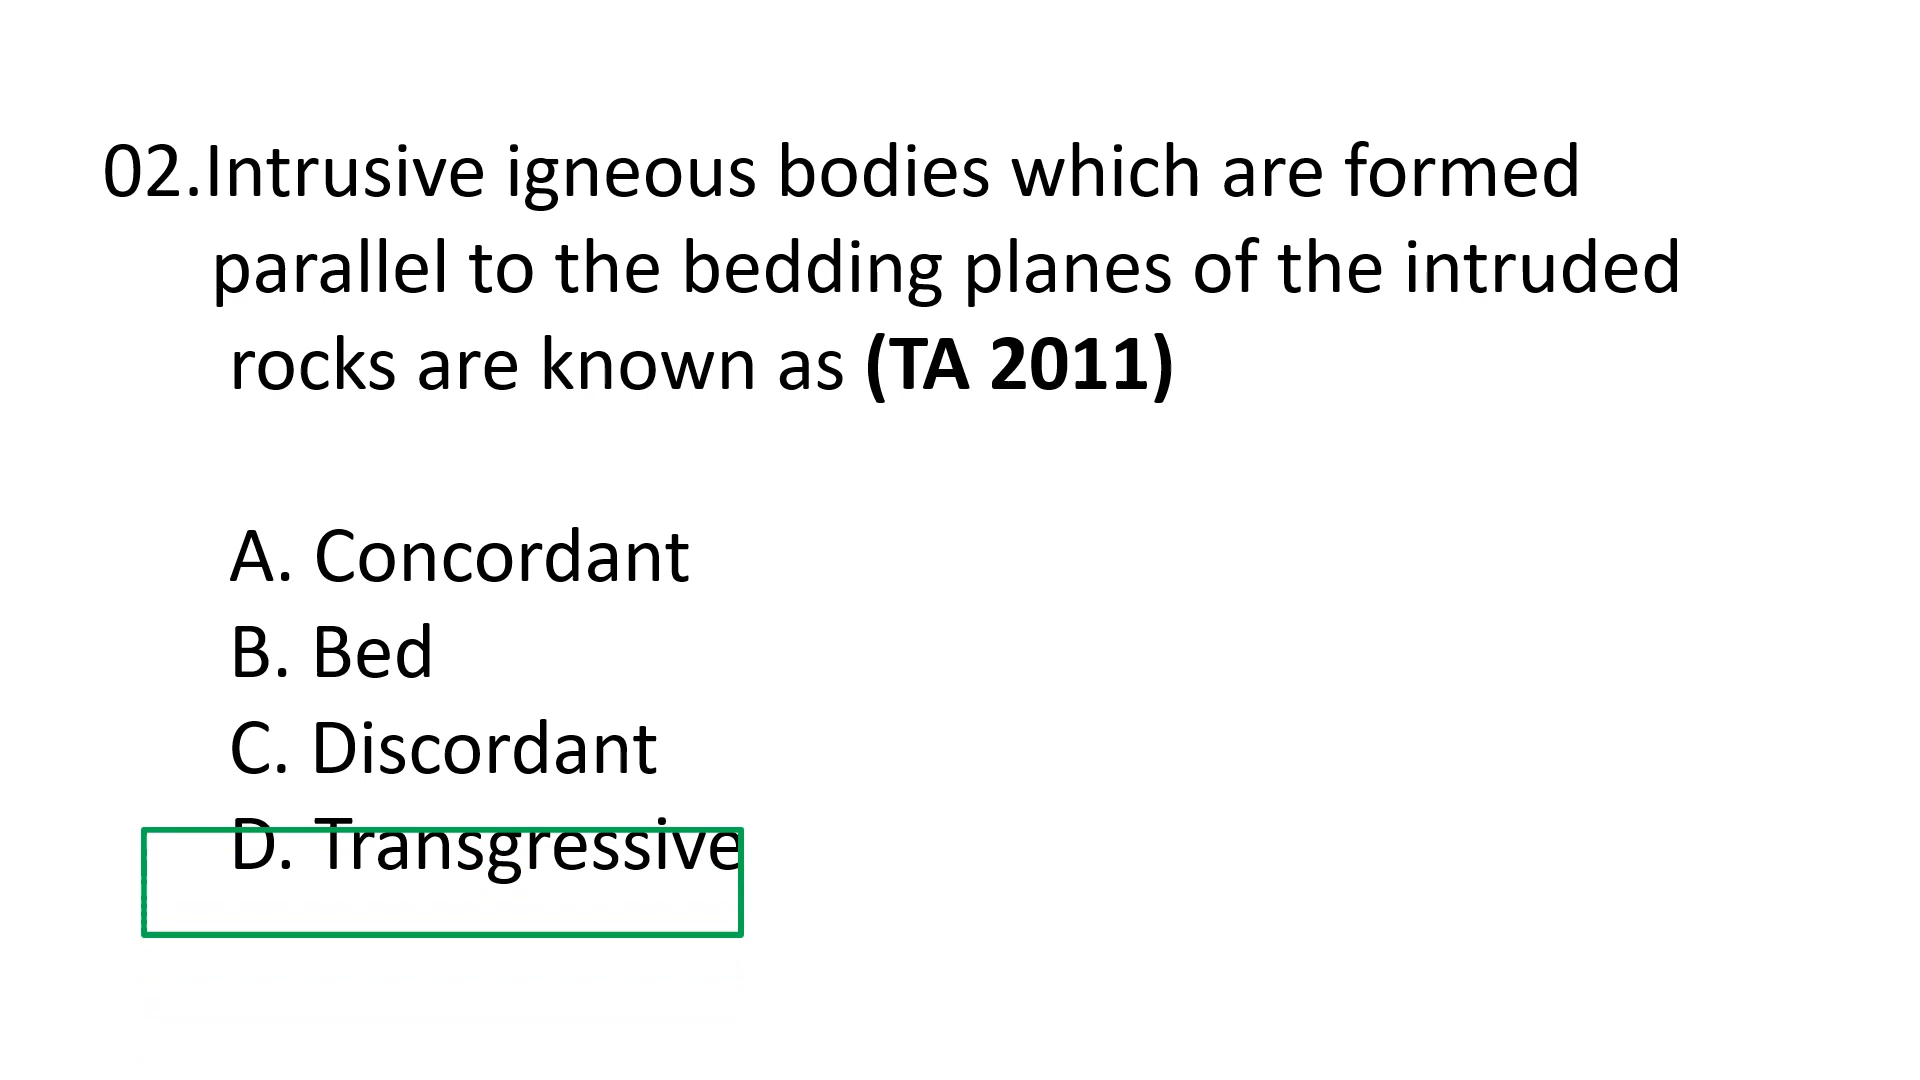 02.Intrusive igneous bodies which are formed
parallel to the bedding planes of the intruded
rocks are known as (TA 2011)
A. Concordant
B. Bed
C. Discordant
D. Transgressive